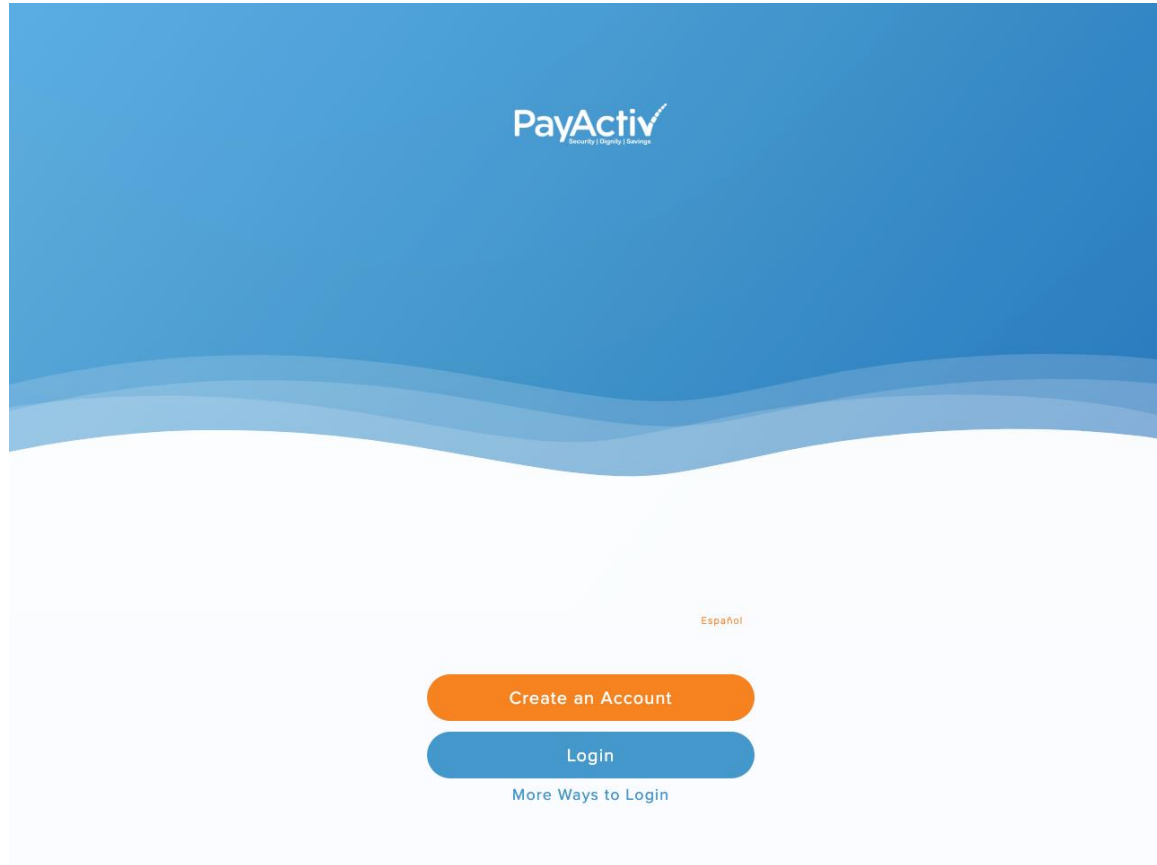 PayActiv
Security | Dignity | Savings
Español
Create an Account
Login
More Ways to Login